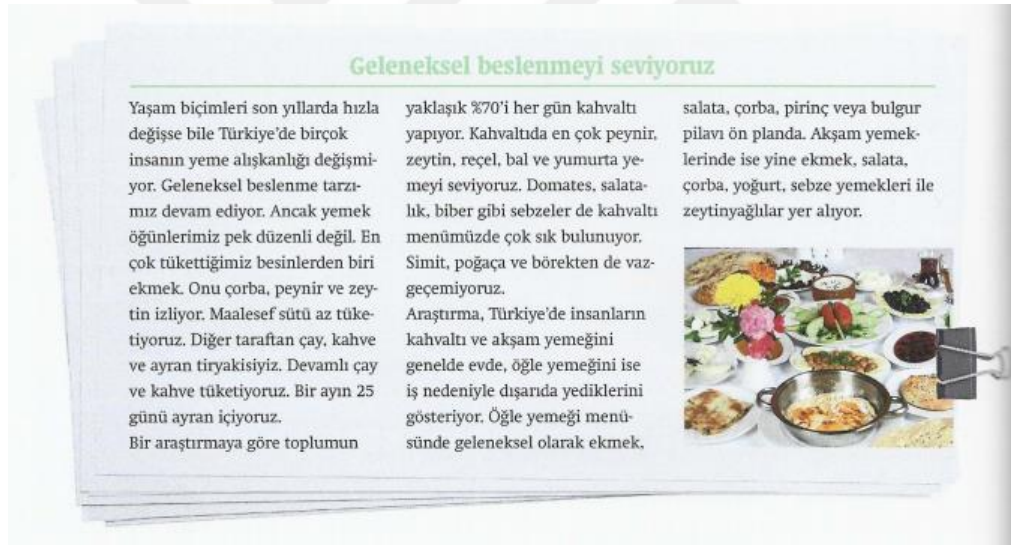 Geleneksel beslenmeyi seviyoruz
Yaşam biçimleri son yıllarda hızla
değişse bile Türkiye'de birçok
insanın yeme alışkanlığı değişmi-
yor. Geleneksel beslenme tarzı-
mız devam ediyor. Ancak yemek
öğünlerimiz pek düzenli değil. En
çok tükettiğimiz besinlerden biri
ekmek. Onu çorba, peynir ve zey-
tin izliyor. Maalesef sütü az tüke-
tiyoruz. Diğer taraftan çay, kahve
ve ayran tiryakisiyiz. Devamlı çay
ve kahve tüketiyoruz. Bir ayın 25
günü ayran içiyoruz.
Bir araştırmaya göre toplumun
yaklaşık %70'i her gün kahvaltı
yapıyor. Kahvaltıda en çok peynir,
zeytin, reçel, bal ve yumurta ye-
meyi seviyoruz. Domates, salata-
lık, biber gibi sebzeler de kahvaltı
menümüzde çok sık bulunuyor.
Simit, poğaça ve börekten de vaz-
geçemiyoruz.
Araştırma, Türkiye'de insanların
kahvaltı ve akşam yemeğini
genelde evde, öğle yemeğini ise
iş nedeniyle dışarıda yediklerini
gösteriyor. Öğle yemeği menü-
sünde geleneksel olarak ekmek,
salata, çorba, pirinç veya bulgur
pilavı ön planda. Akşam yemek-
lerinde ise yine ekmek, salata,
çorba, yoğurt, sebze yemekleri ile
zeytinyağlılar yer alıyor.